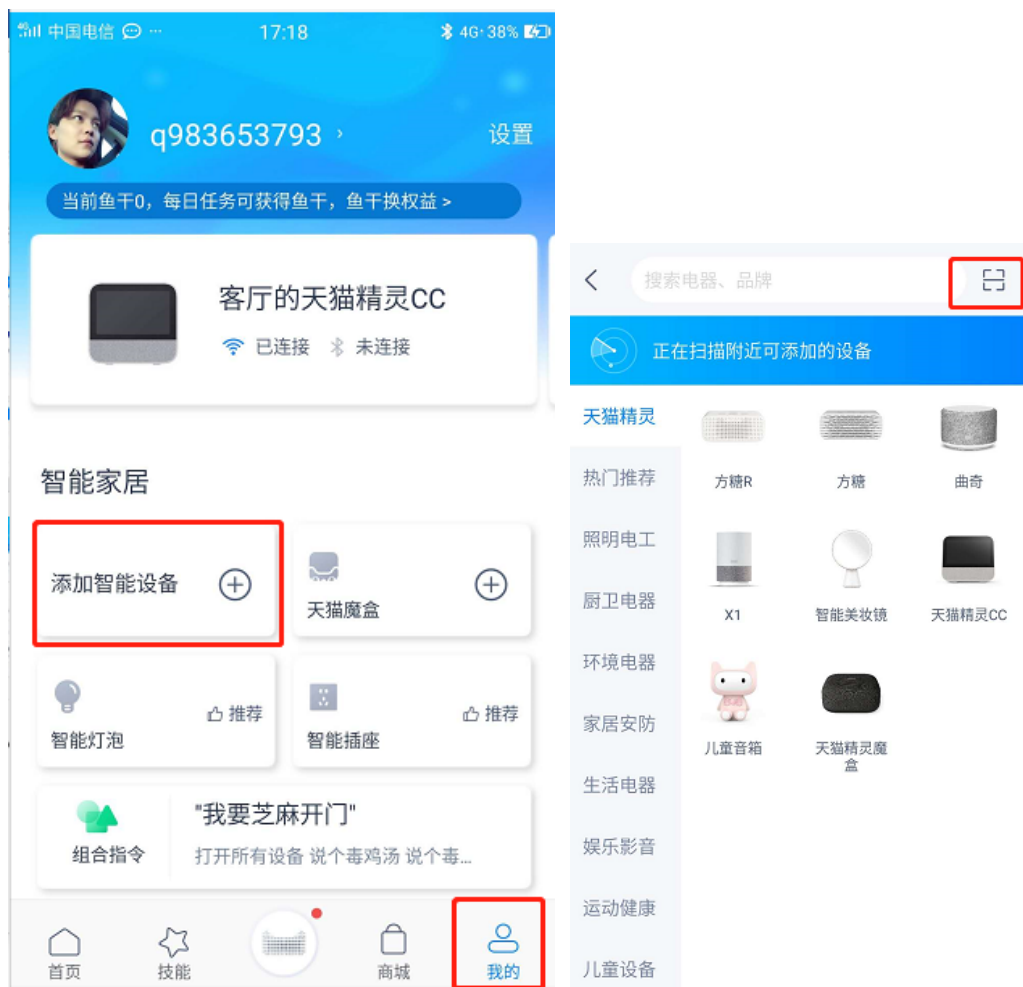 4G 中国电信 ... 17:18 4G 38%
q983653793 ›
设置
当前鱼干0，每日任务可获得鱼干，鱼干换权益 >
客厅的天猫精灵CC
已连接 未连接
智能家居
添加智能设备
天猫魔盒
智能灯泡
推荐
智能插座
推荐
组合指令
"我要芝麻开门"
打开所有设备 说个毒鸡汤 说个毒...
首页
技能
商城
我的
搜索电器、品牌
正在扫描附近可添加的设备
天猫精灵
热门推荐
照明电工
厨卫电器
环境电器
家居安防
生活电器
娱乐影音
运动健康
儿童设备
方糖R
方糖
曲奇
X1
智能美妆镜
天猫精灵CC
儿童音箱
天猫精灵魔
盒